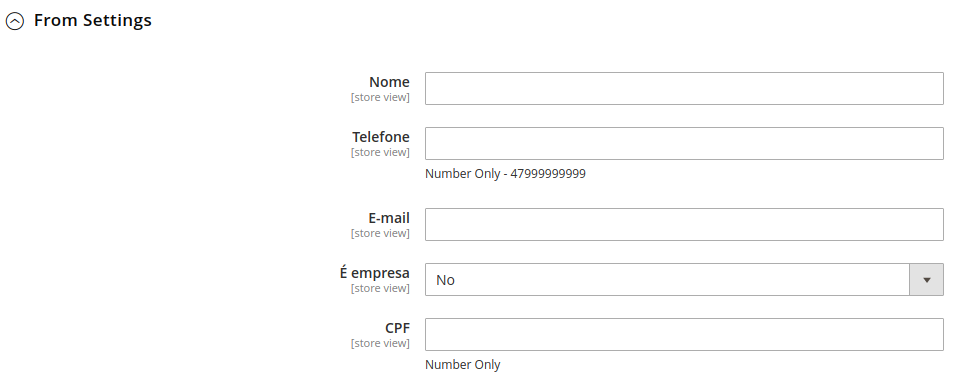 From Settings
Nome
[store view]
Telefone
[store view]
Number Only - 47999999999
E-mail
[store view]
É empresa
[store view]
No
CPF
[store view]
Number Only